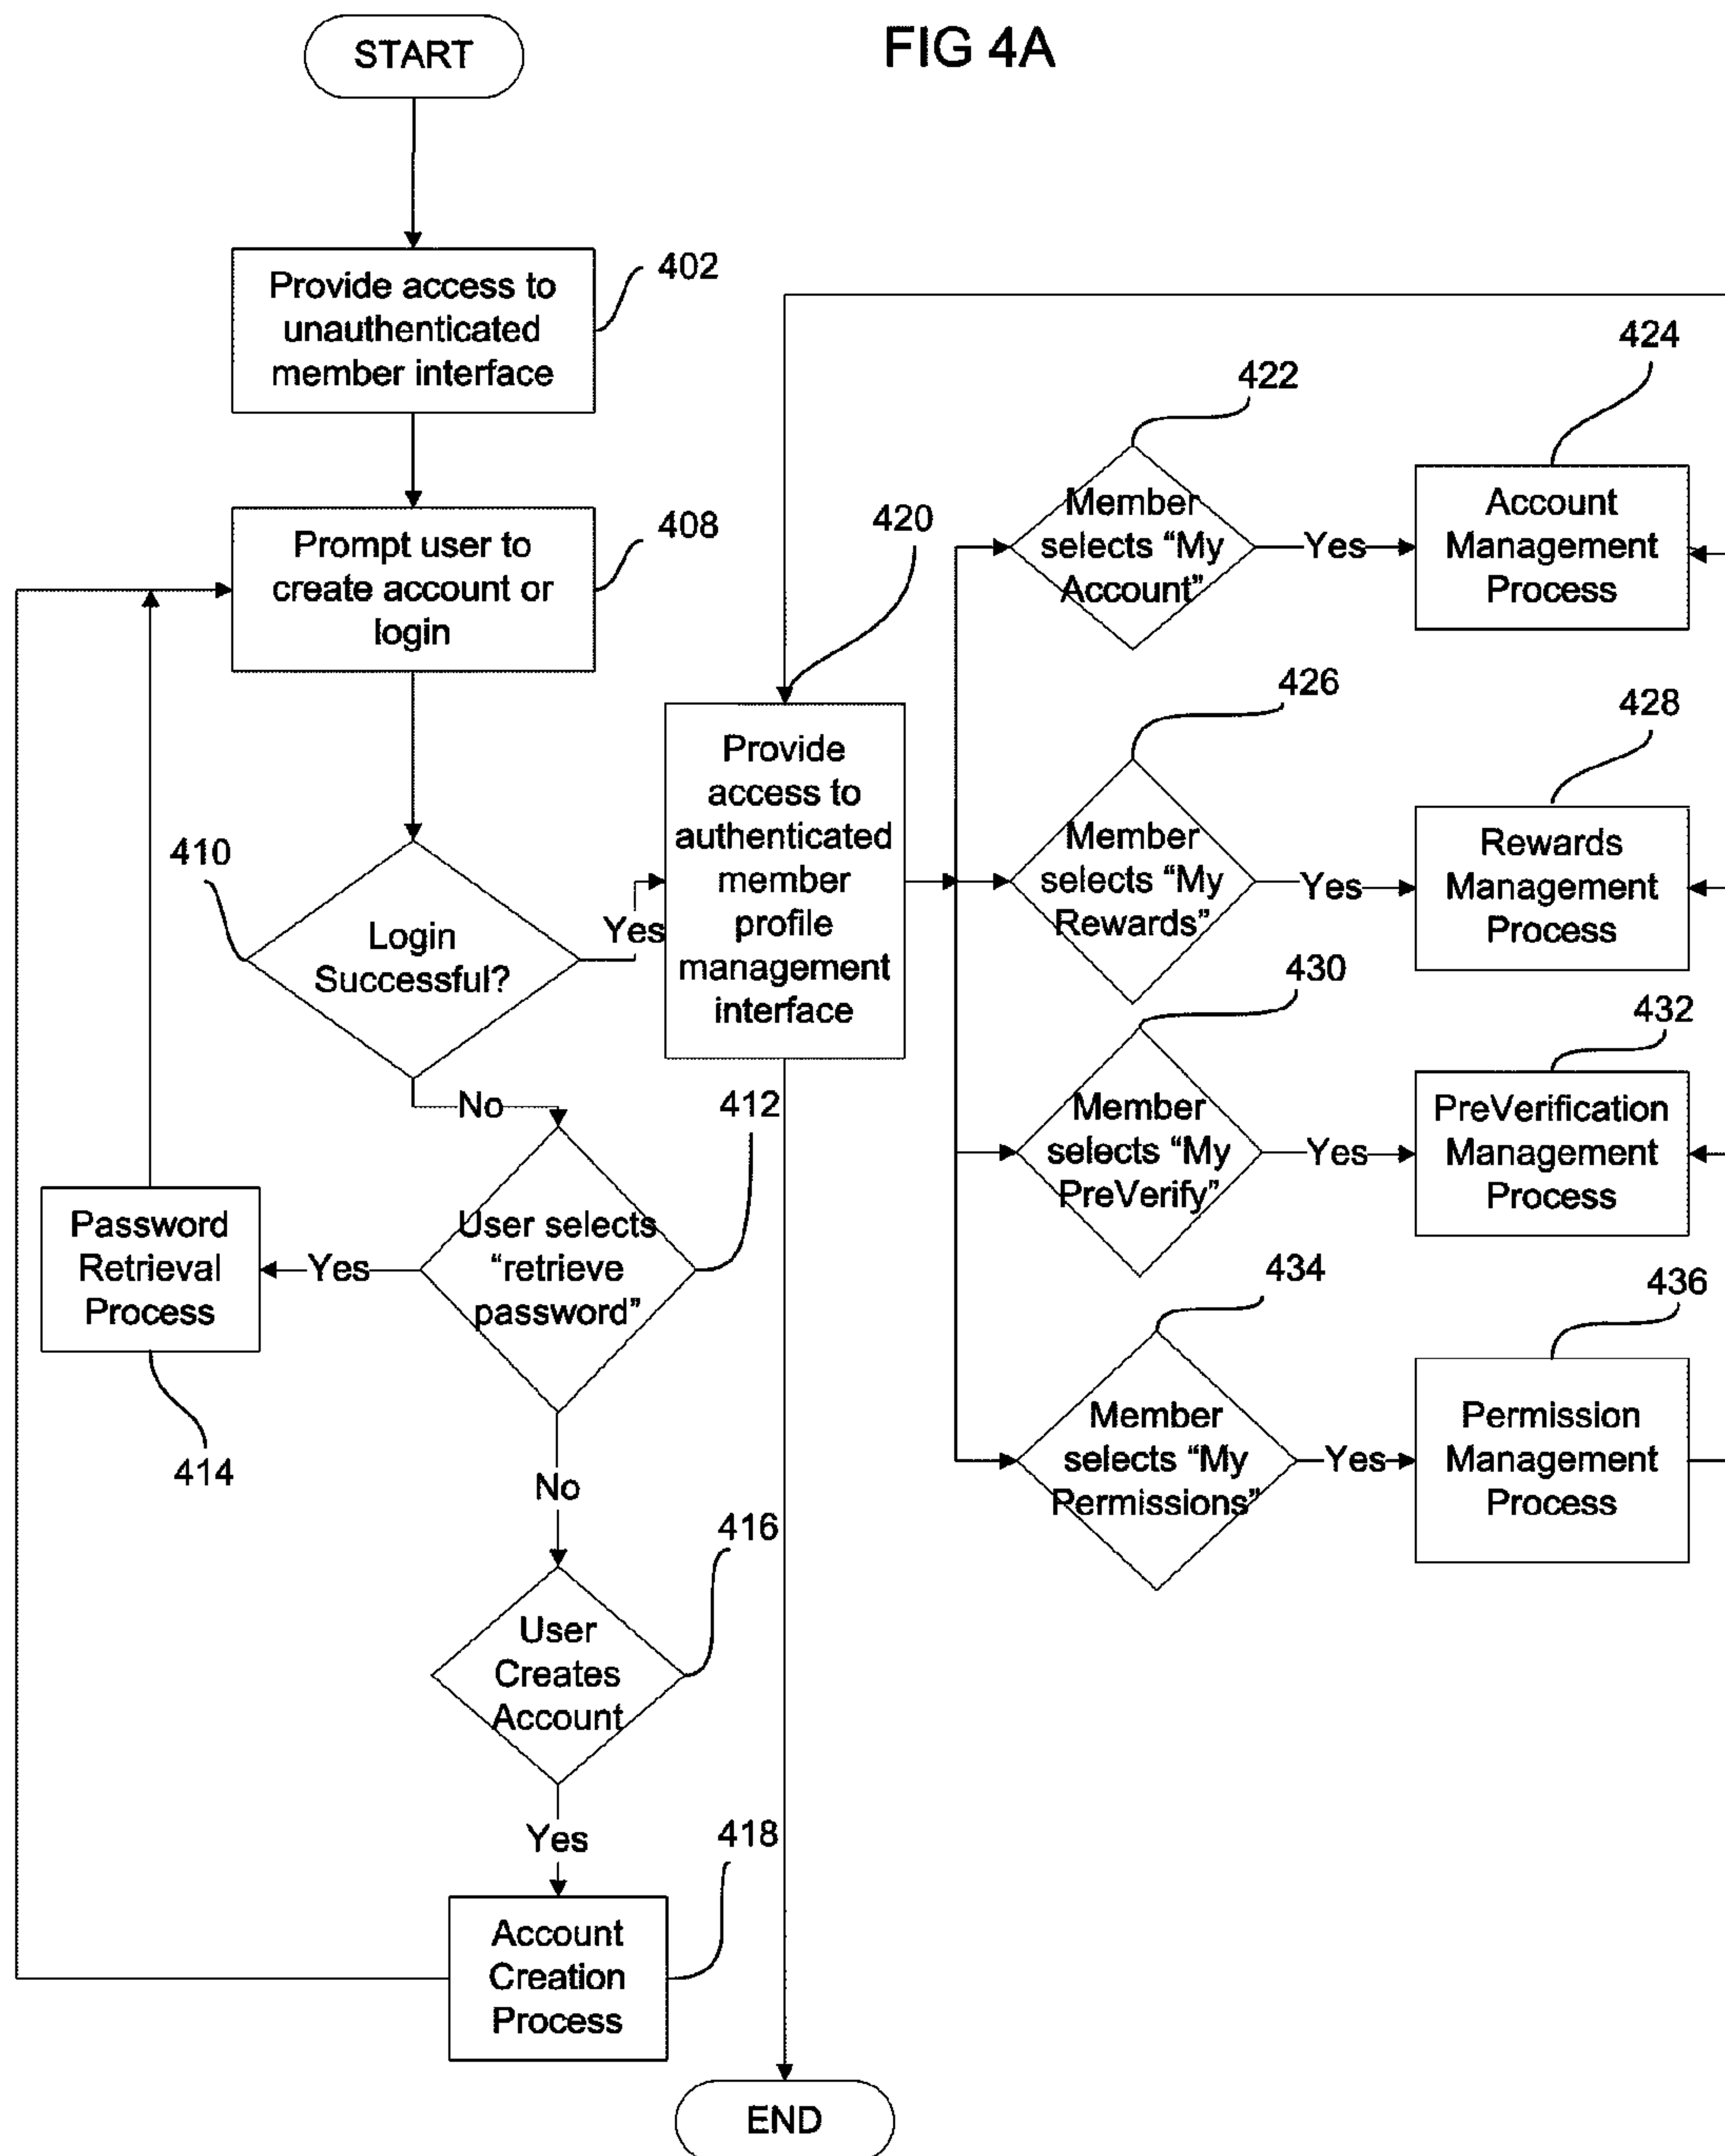 FIG 4A
START
Provide access to
unauthenticated
member interface
402
Prompt user to
create account or
login
408
410
Login
Successful?
Yes
No
412
User selects
“retrieve
password”
Yes
Password
Retrieval
Process
414
No
416
User
Creates
Account
Yes
418
Account
Creation
Process
420
Provide
access to
authenticated
member
profile
management
interface
END
422
Member
selects “My
Account”
Yes
424
Account
Management
Process
426
Member
selects “My
Rewards”
Yes
428
Rewards
Management
Process
430
Member
selects “My
PreVerify”
Yes
432
PreVerification
Management
Process
434
Member
selects “My
Permissions”
Yes
436
Permission
Management
Process